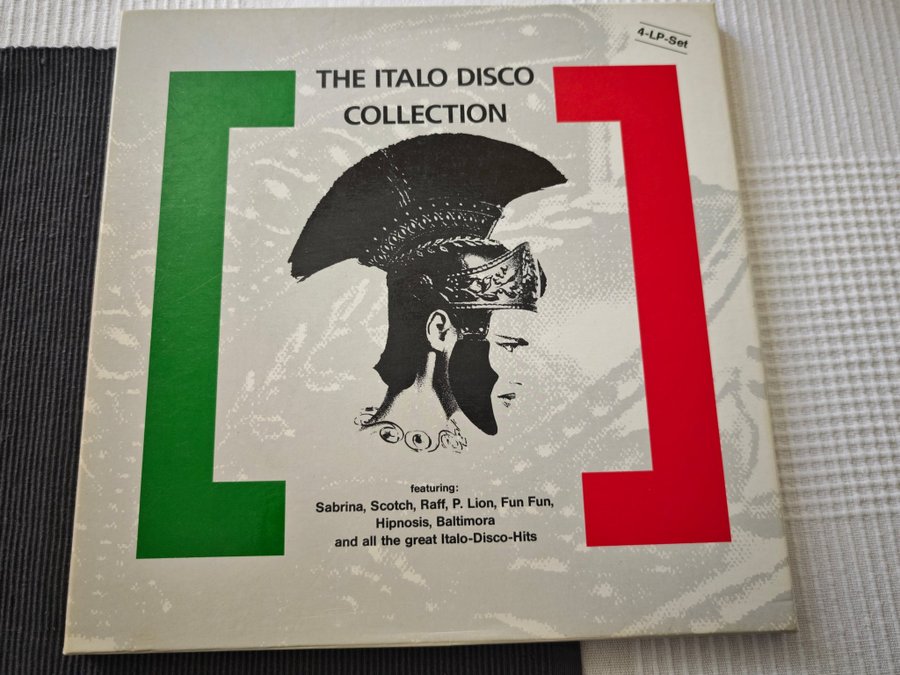 4-LP-Set
THE ITALO DISCO
COLLECTION
featuring:
Sabrina, Scotch, Raff, P. Lion, Fun Fun,
Hipnosis, Baltimora
and all the great Italo-Disco-Hits